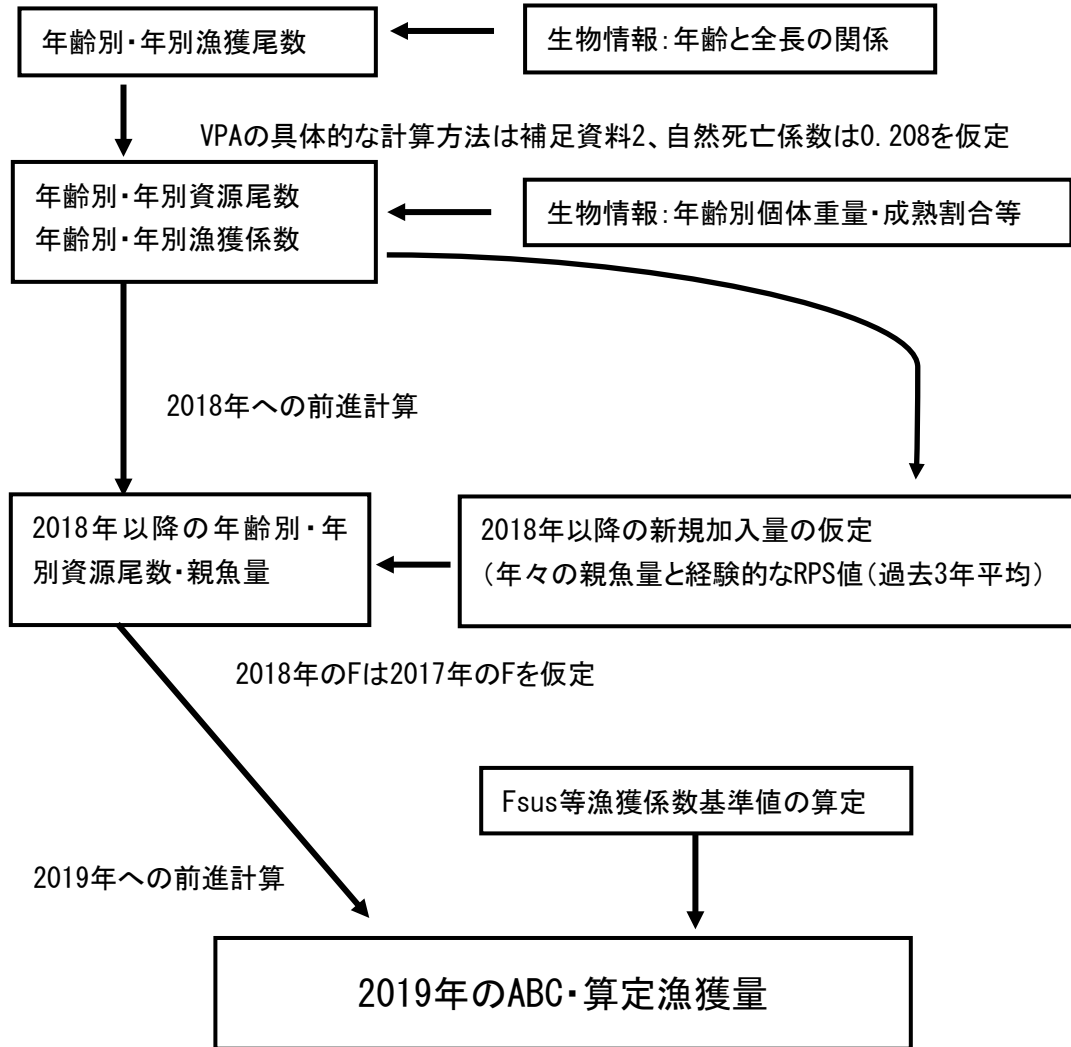 年齢別・年別漁獲尾数
生物情報：年齢と全長の関係
VPAの具体的な計算方法は補足資料2、自然死亡係数は0.208を仮定
年齢別・年別資源尾数
年齢別・年別漁獲係数
生物情報：年齢別個体重量・成熟割合等
2018年への前進計算
2018年以降の年齢別・年
別資源尾数・親魚量
2018年以降の新規加入量の仮定
（年々の親魚量と経験的なRPS値（過去3年平均）
2018年のFは2017年のFを仮定
Fsus等漁獲係数基準値の算定
2019年への前進計算
2019年のABC・算定漁獲量